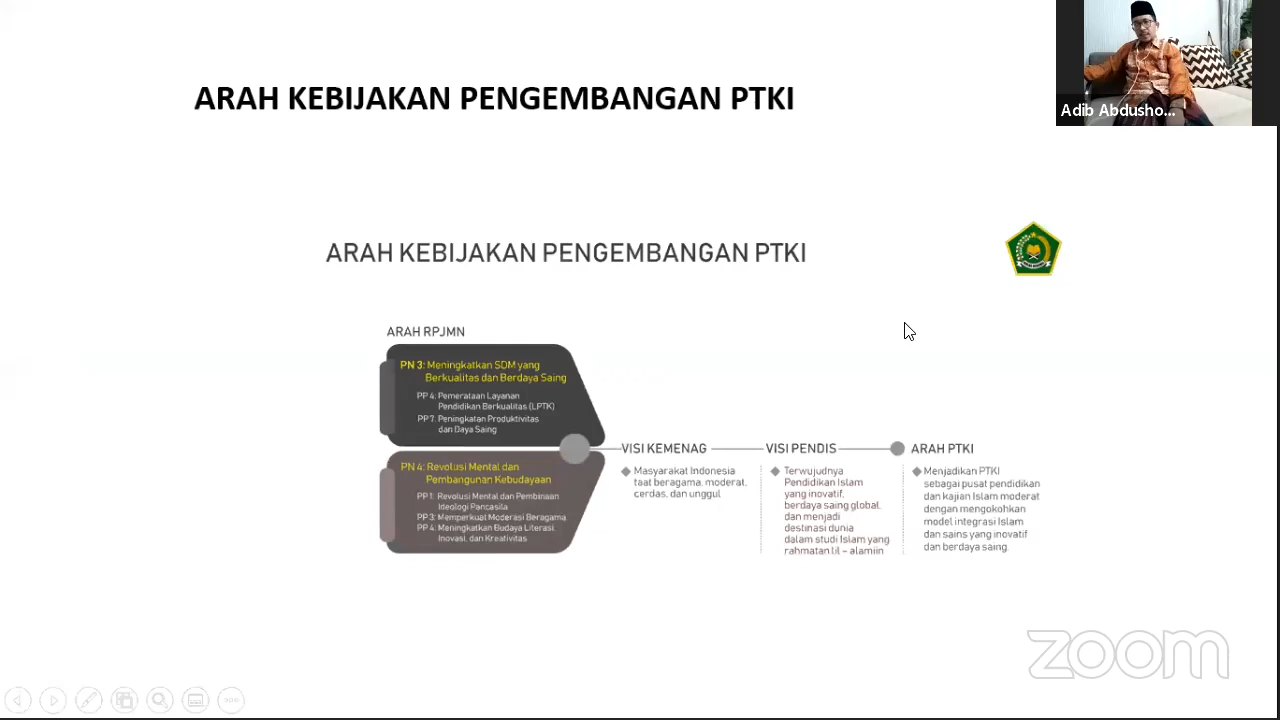 ARAH KEBIJAKAN PENGEMBANGAN PTKI
Adib Abdusho...
ARAH KEBIJAKAN PENGEMBANGAN PTKI
ARAH RPJMN
PN 3: Meningkatkan SDM yang
Berkualitas dan Berdaya Saing
PP 4: Pemerataan Layanan
Pendidikan Berkualitas (LPTK)
PP 7: Peningkatan Produktivitas
dan Daya Saing
PN 4: Revolusi Mental dan
Pembangunan Kebudayaan
PP 1: Revolusi Mental dan Pembinaan
Ideologi Pancasila
PP 3: Memperkuat Moderasi Beragama
PP 4: Meningkatkan Budaya Literasi,
Inovasi, dan Kreativitas
VISI KEMENAG
Masyarakat Indonesia
taat beragama, moderat,
cerdas, dan unggul
VISI PENDIS
Terwujudnya
Pendidikan Islam
yang inovatif,
berdaya saing global,
dan menjadi
destinasi dunia
dalam studi Islam yang
rahmatan lil – alamiin
ARAH PTKI
Menjadikan PTKI
sebagai pusat pendidikan
dan kajian Islam moderat
dengan mengokohkan
model integrasi Islam
dan sains yang inovatif
dan berdaya saing.
zoom